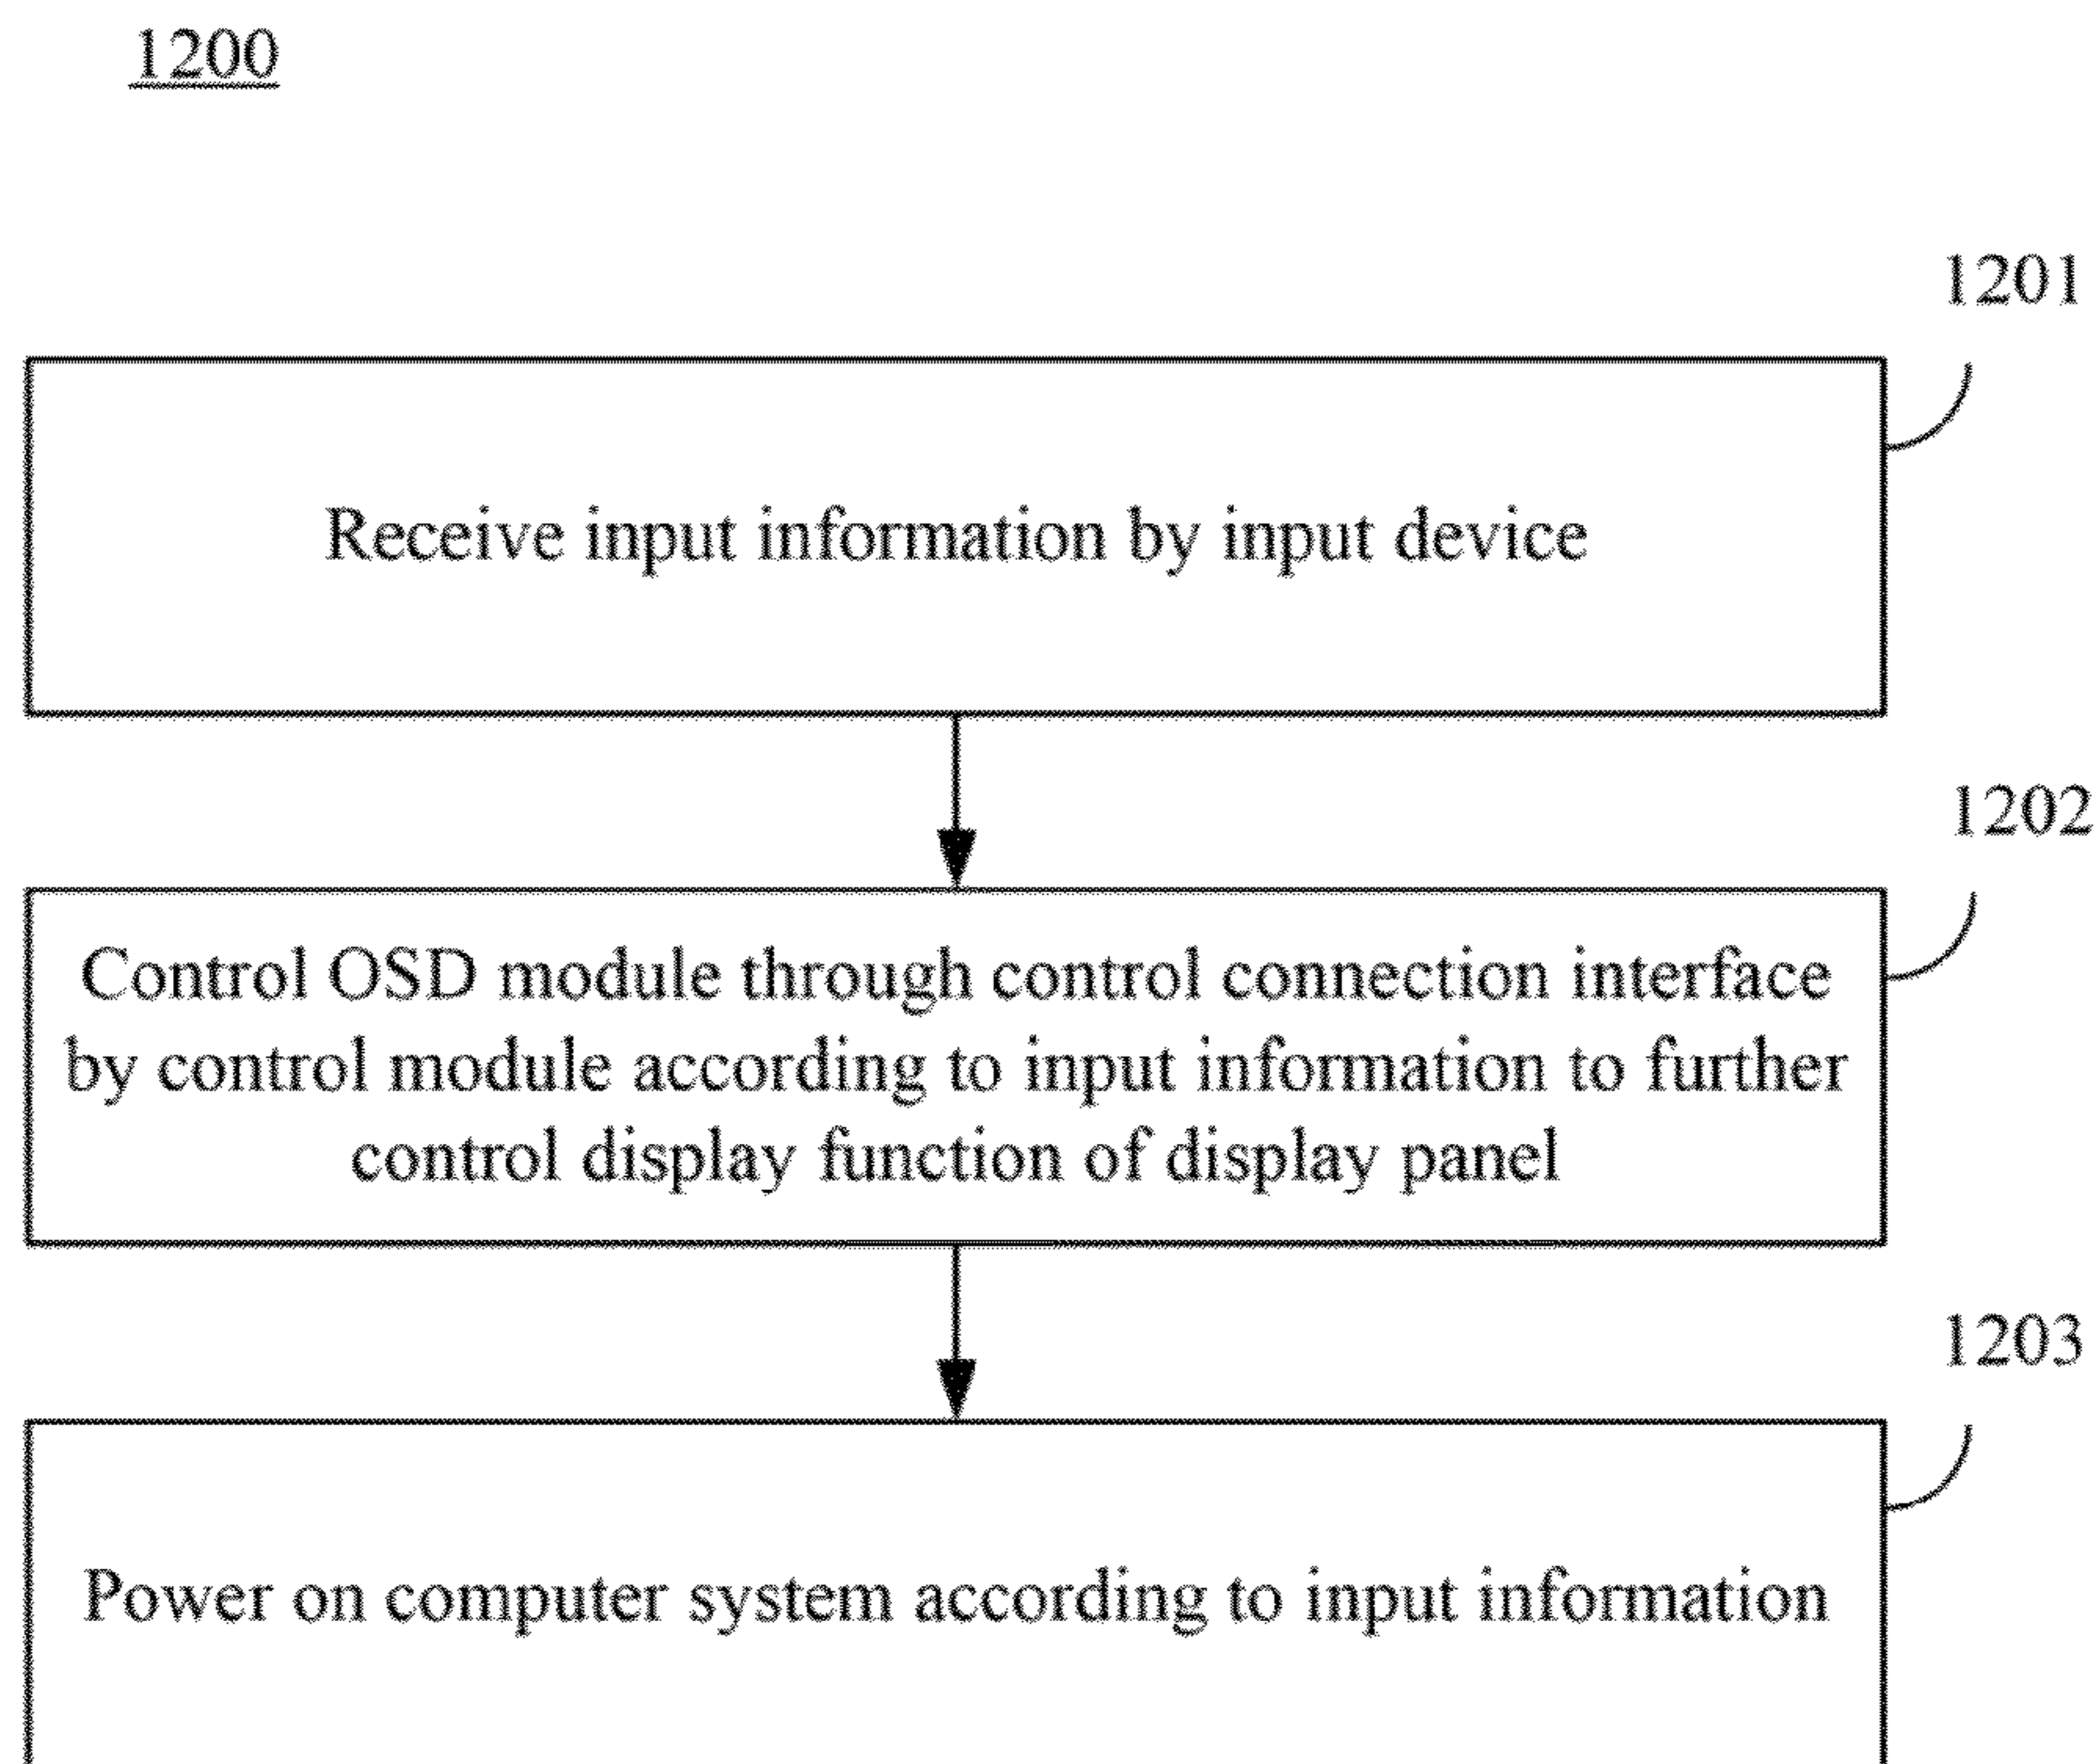 1200
1201
Receive input information by input device
1202
Control OSD module through control connection interface
by control module according to input information to further
control display function of display panel
1203
Power on computer system according to input information